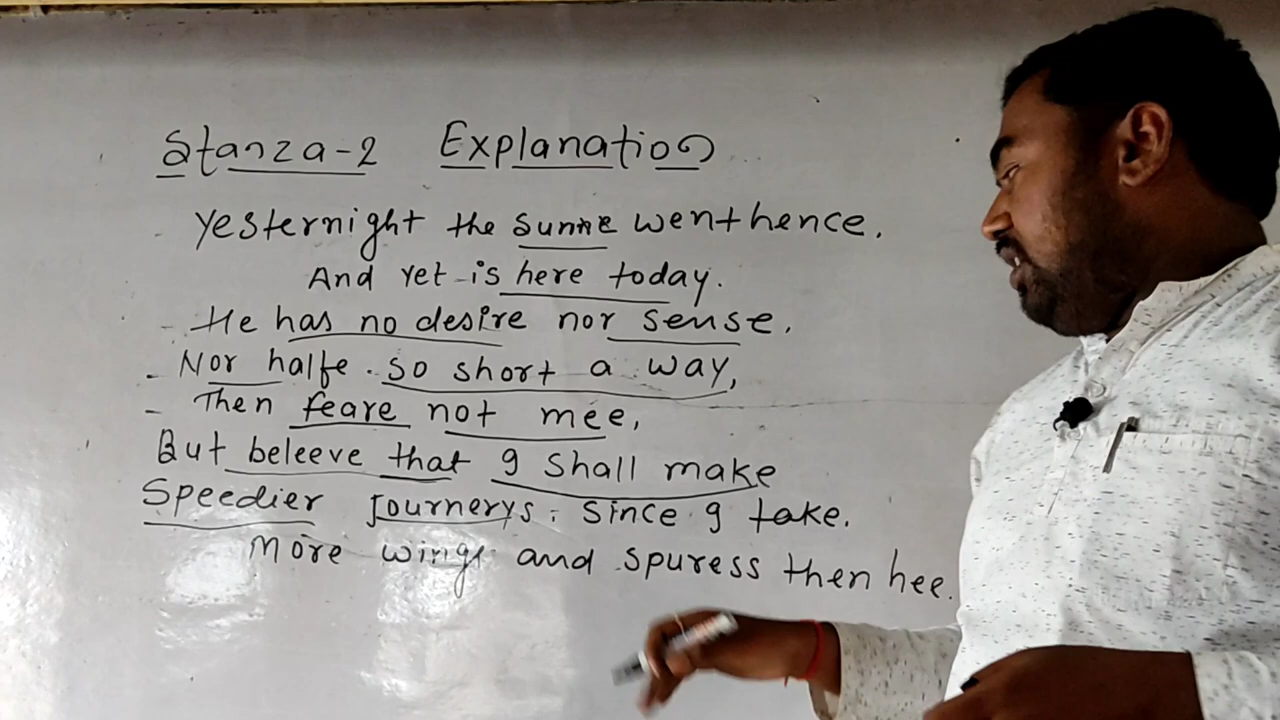 Stanza-2 Explanation
Yesternight the sunne went hence.
And yet is here today.
He has no desire nor sense.
Nor halfe so short a way,
Then feare not mee,
But beleeve that I shall make
Speedier Journerys, Since I take.
More wings and spuress then hee.